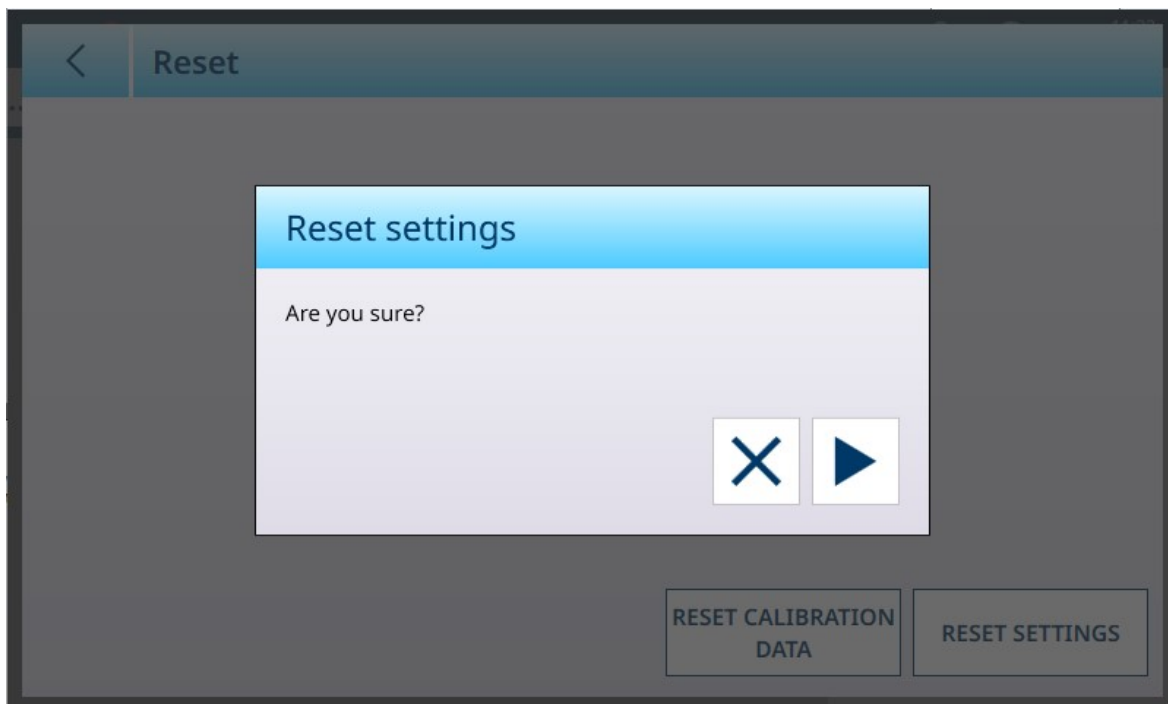 Reset
Reset settings
Are you sure?
RESET CALIBRATION
DATA
RESET SETTINGS